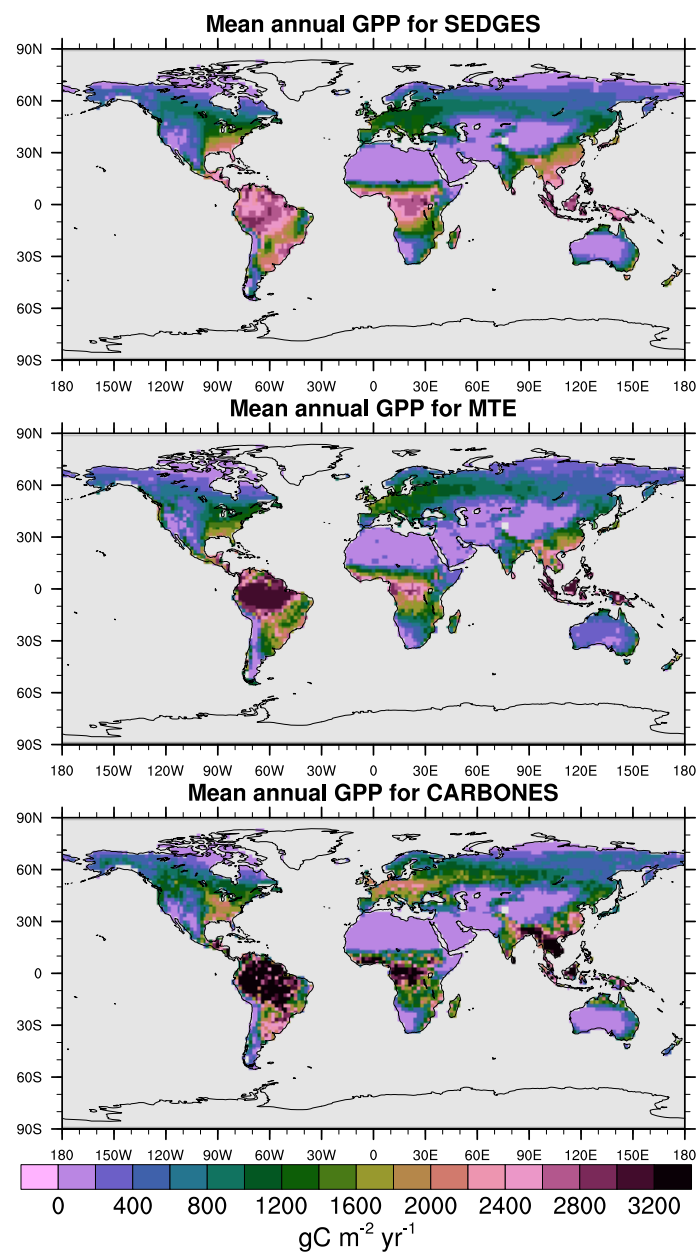 Mean annual GPP for SEDGES
90N
60N
30N
0
30S
60S
90S
180 150W 120W 90W 60W 30W 0 30E 60E 90E 120E 150E 180
Mean annual GPP for MTE
90N
60N
30N
0
30S
60S
90S
180 150W 120W 90W 60W 30W 0 30E 60E 90E 120E 150E 180
Mean annual GPP for CARBONES
90N
60N
30N
0
30S
60S
90S
180 150W 120W 90W 60W 30W 0 30E 60E 90E 120E 150E 180
0 400 800 1200 1600 2000 2400 2800 3200
gC m⁻² yr⁻¹